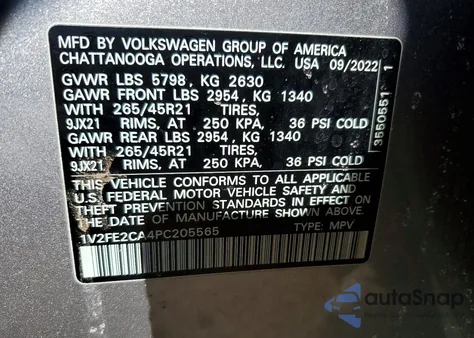 MFD BY VOLKSWAGEN GROUP OF AMERICA
CHATTANOOGA OPERATIONS, LLC. USA 09/2022
GVWR LBS 5798, KG 2630
GAWR FRONT LBS 2954, KG 1340
WITH 265/45R21 TIRES,
9JX21 RIMS, AT 250 KPA, 36 PSI COLD
GAWR REAR LBS 2954, KG 1340
WITH 265/45R21 TIRES,
9JX21 RIMS, AT 250 KPA, 36 PSI COLD
THIS VEHICLE CONFORMS TO ALL APPLICABLE
U.S. FEDERAL MOTOR VEHICLE SAFETY AND
THEFT PREVENTION STANDARDS IN EFFECT ON
THE DATE OF MANUFACTURE SHOWN ABOVE.
1V2FE2CA4PC205565 TYPE: MPV
3550551 1
autoSnap